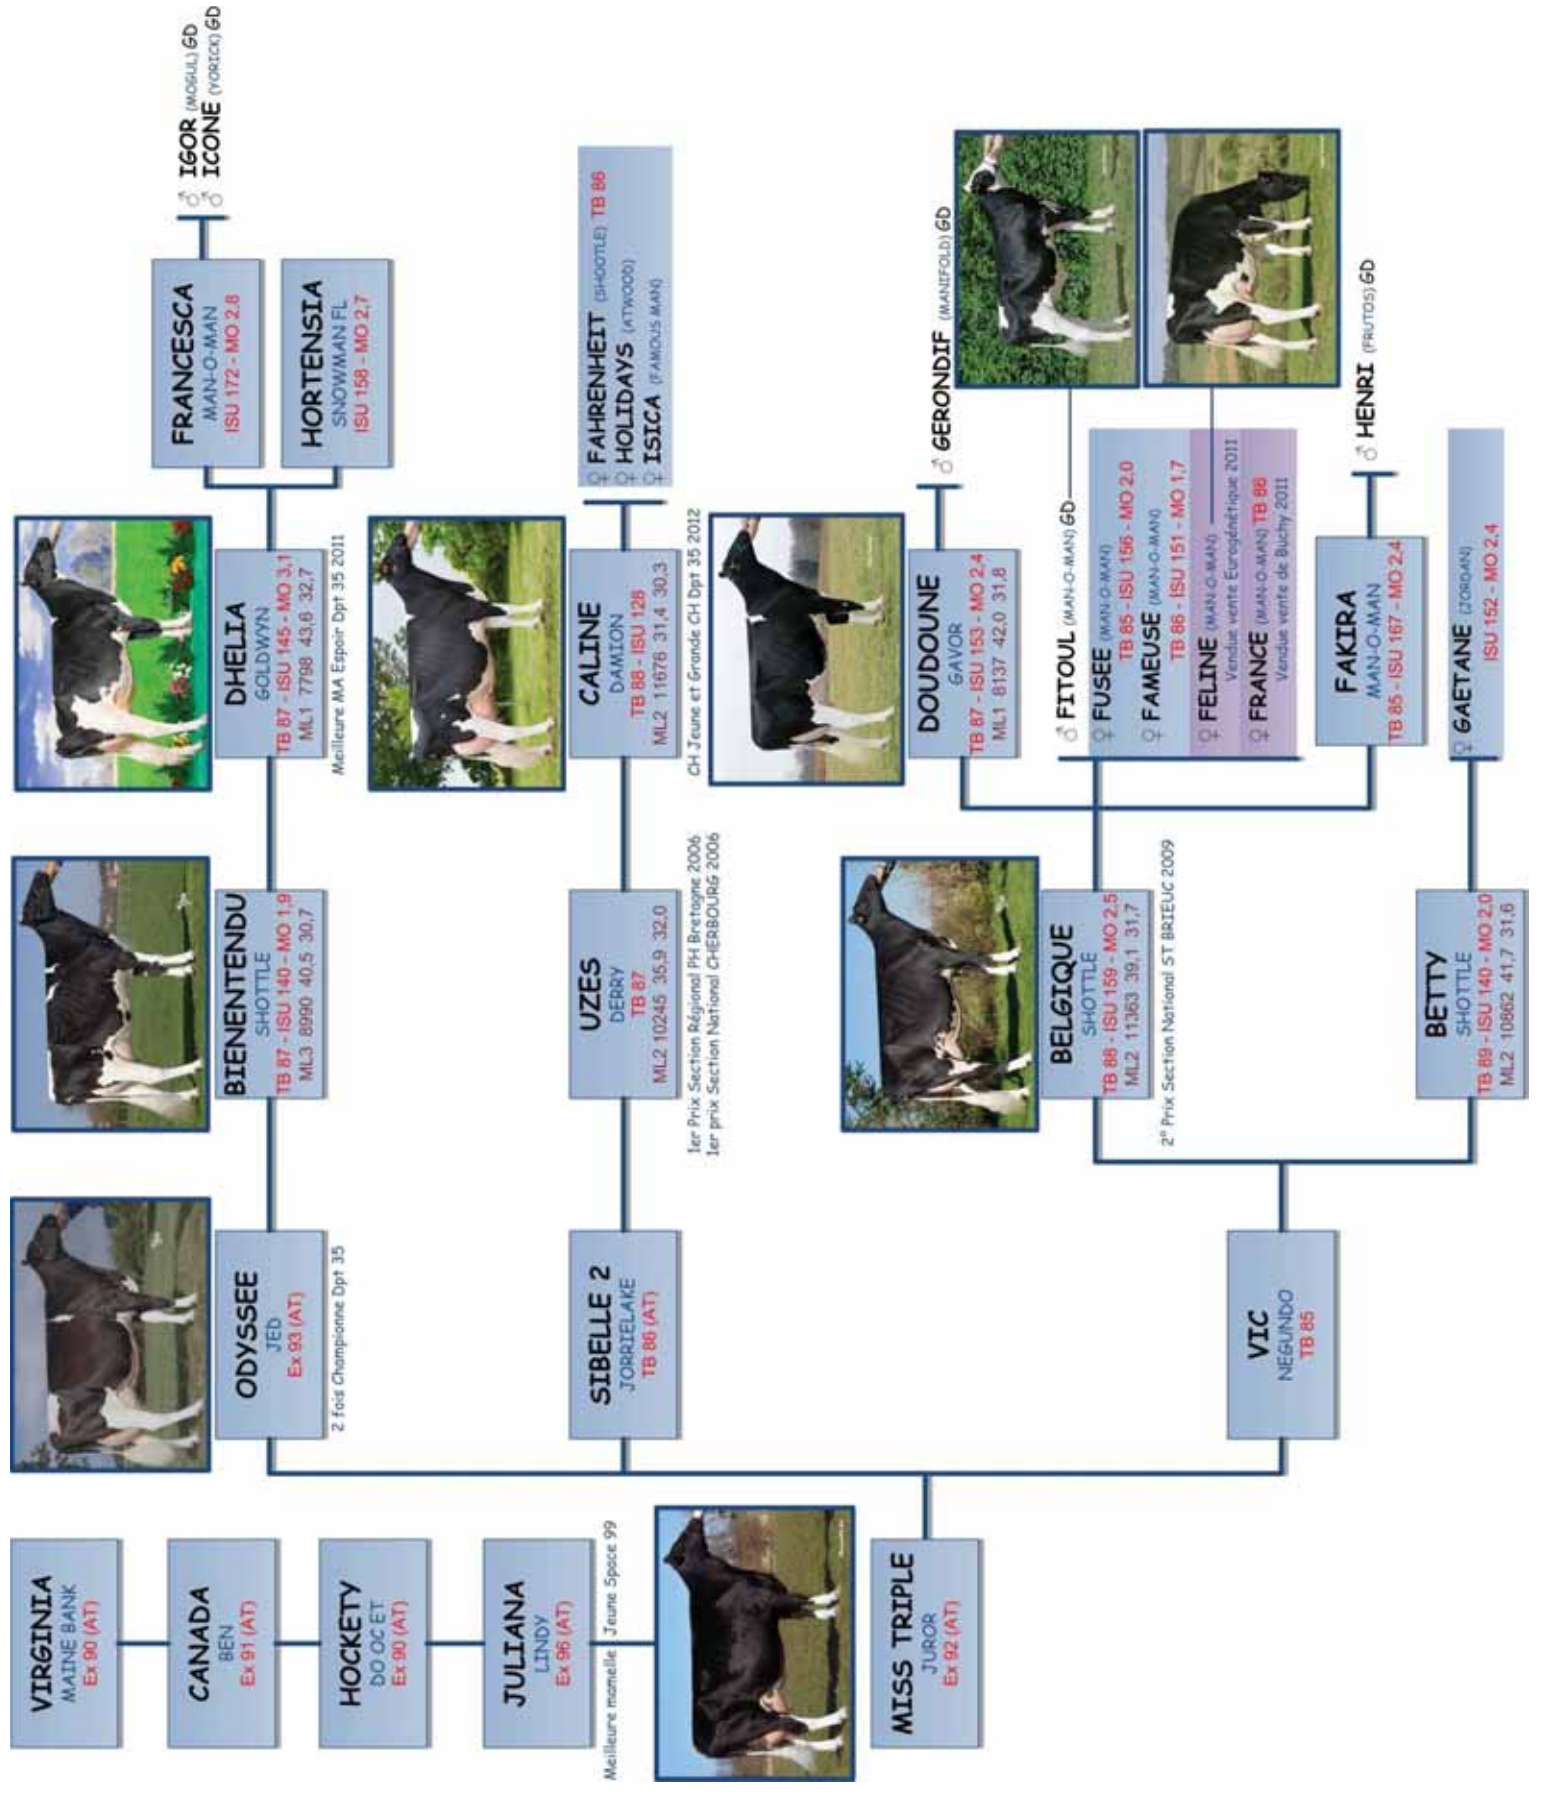 VIRGINIA
MAINE BANK
Ex 90 (AT)
CANADA
BEN
Ex 91 (AT)
HOCKETY
DO OC ET
Ex 90 (AT)
JULIANA
LINDY
Ex 96 (AT)
Meilleure mamelle Jeune Space 99
MISS TRIPLE
JUROR
Ex 92 (AT)
ODYSSEE
JED
Ex 93 (AT)
2 fois Championne Dpt 35
SIBELLE 2
JORRIELAKE
TB 86 (AT)
VIC
NEGUNDO
TB 85
BIENENTENDU
SHOTTLE
TB 87 - ISU 140 - MO 1,9
ML3 8990 40,5 30,7
UZES
DERRY
TB 87
ML2 10245 35,9 32,0
1er Prix Section Régional PH Bretagne 2006
1er prix Section National CHERBOURG 2006
BELGIQUE
SHOTTLE
TB 88 - ISU 159 - MO 2,5
ML2 11363 39,1 31,7
2° Prix Section National ST BRIEUC 2009
BETTY
SHOTTLE
TB 89 - ISU 140 - MO 2,0
ML2 10862 41,7 31,6
DHELIA
GOLDWYN
TB 87 - ISU 145 - MO 3,1
ML1 7798 43,6 32,7
Meilleure MA Espoir Dpt 35 2011
CALINE
DAMION
TB 88 - ISU 128
ML2 11676 31,4 30,3
CH Jeune et Grande CH Dpt 35 2012
DOUDOUNE
GAVOR
TB 87 - ISU 153 - MO 2,4
ML1 8137 42,0 31,8
♂ FITOUL (MAN-O-MAN) GD
♀ FUSEE (MAN-O-MAN)
TB 85 - ISU 156 - MO 2,0
♀ FAMEUSE (MAN-O-MAN)
TB 86 - ISU 151 - MO 1,7
♀ FELINE (MAN-O-MAN)
Vendue vente Eurogénétique 2011
♀ FRANCE (MAN-O-MAN) TB 86
Vendue vente de Buchy 2011
FAKIRA
MAN-O-MAN
TB 85 - ISU 167 - MO 2,4
♀ GAETANE (JORDAN)
ISU 152 - MO 2,4
FRANCESCA
MAN-O-MAN
ISU 172 - MO 2,8
HORTENSIA
SNOWMAN FL
ISU 158 - MO 2,7
♀ FAHRENHEIT (SHOOTLE) TB 86
♀ HOLIDAYS (ATWOOD)
♀ ISICA (FAMOUS MAN)
♂ GERONDIF (MANIFOLD) GD
♂ HENRI (FRUTOS) GD
♂ IGOR (MOGUL) GD
♂ ICONE (YORICK) GD